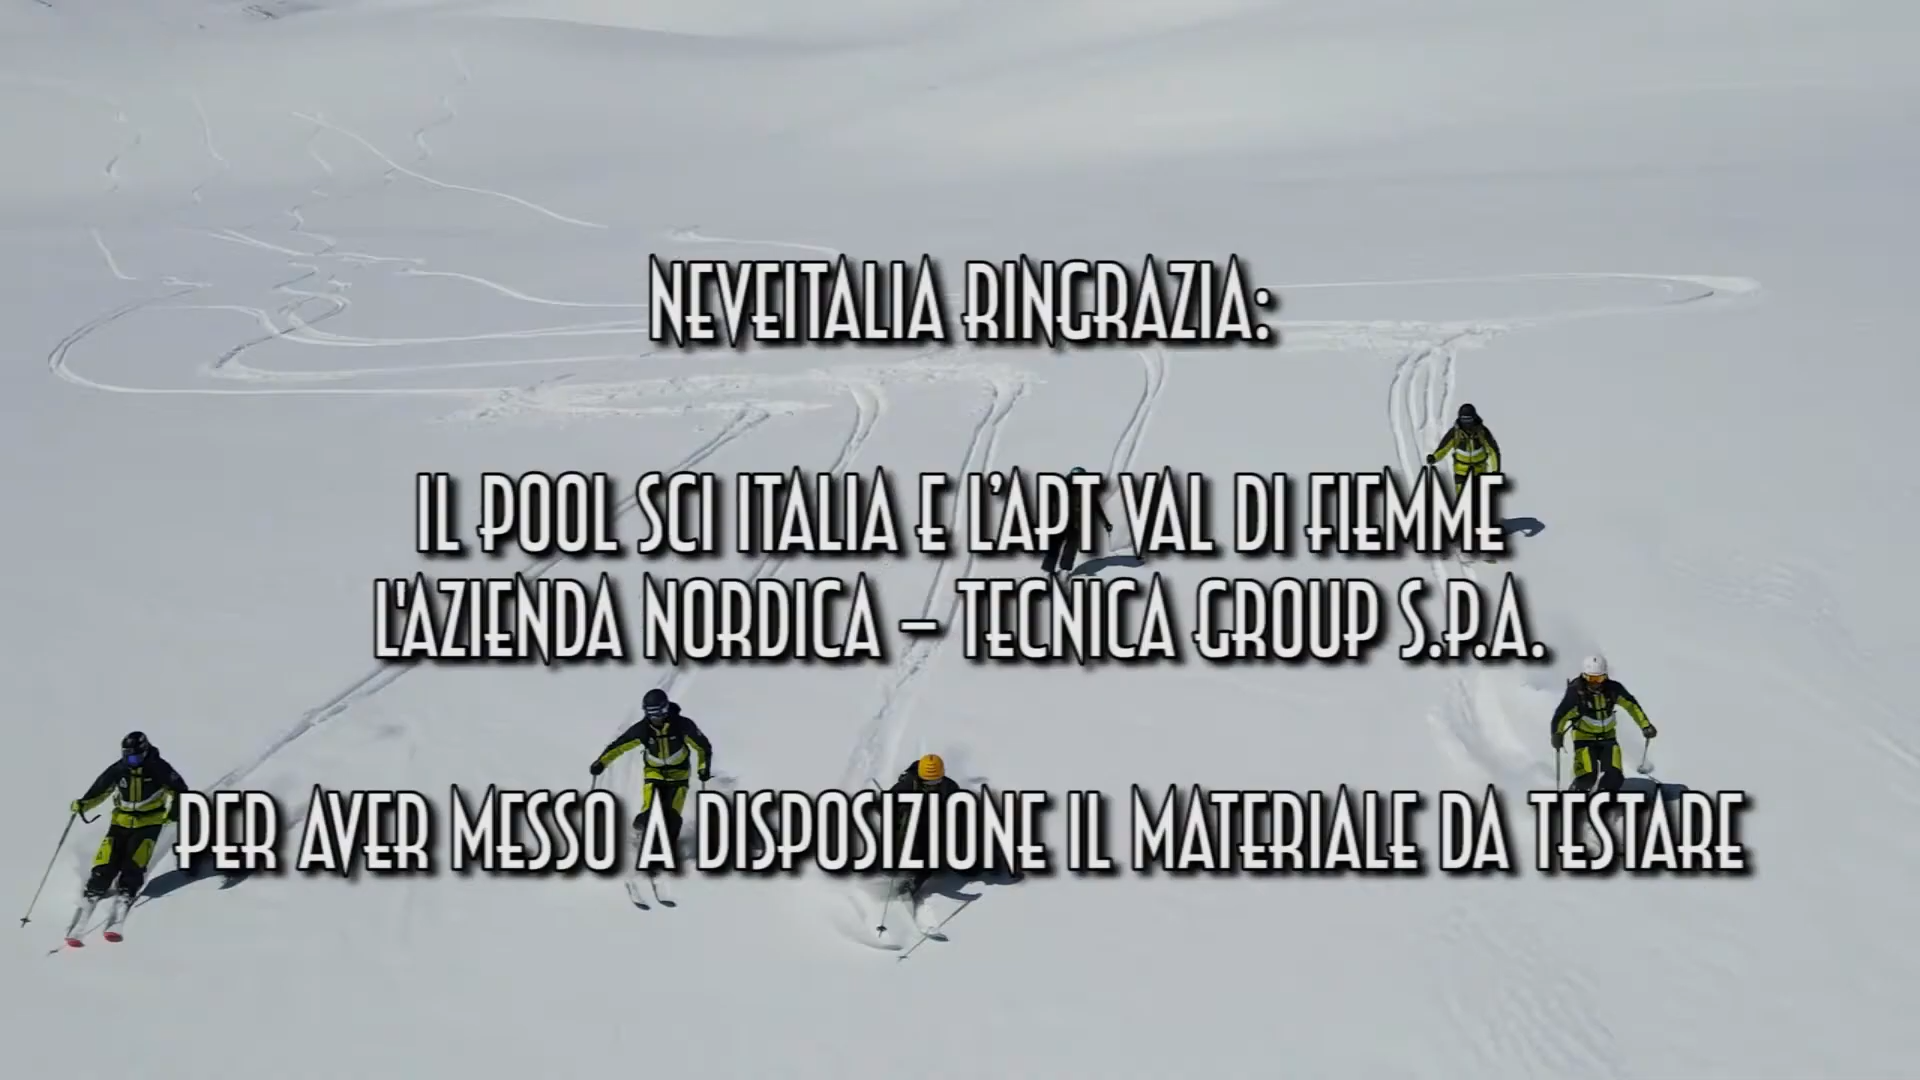 NEVEITALIA RINGRAZIA:
IL POOL SCI ITALIA E L'APT VAL DI FIEMME
L'AZIENDA NORDICA – TECNICA GROUP S.P.A.
PER AVER MESSO A DISPOSIZIONE IL MATERIALE DA TESTARE